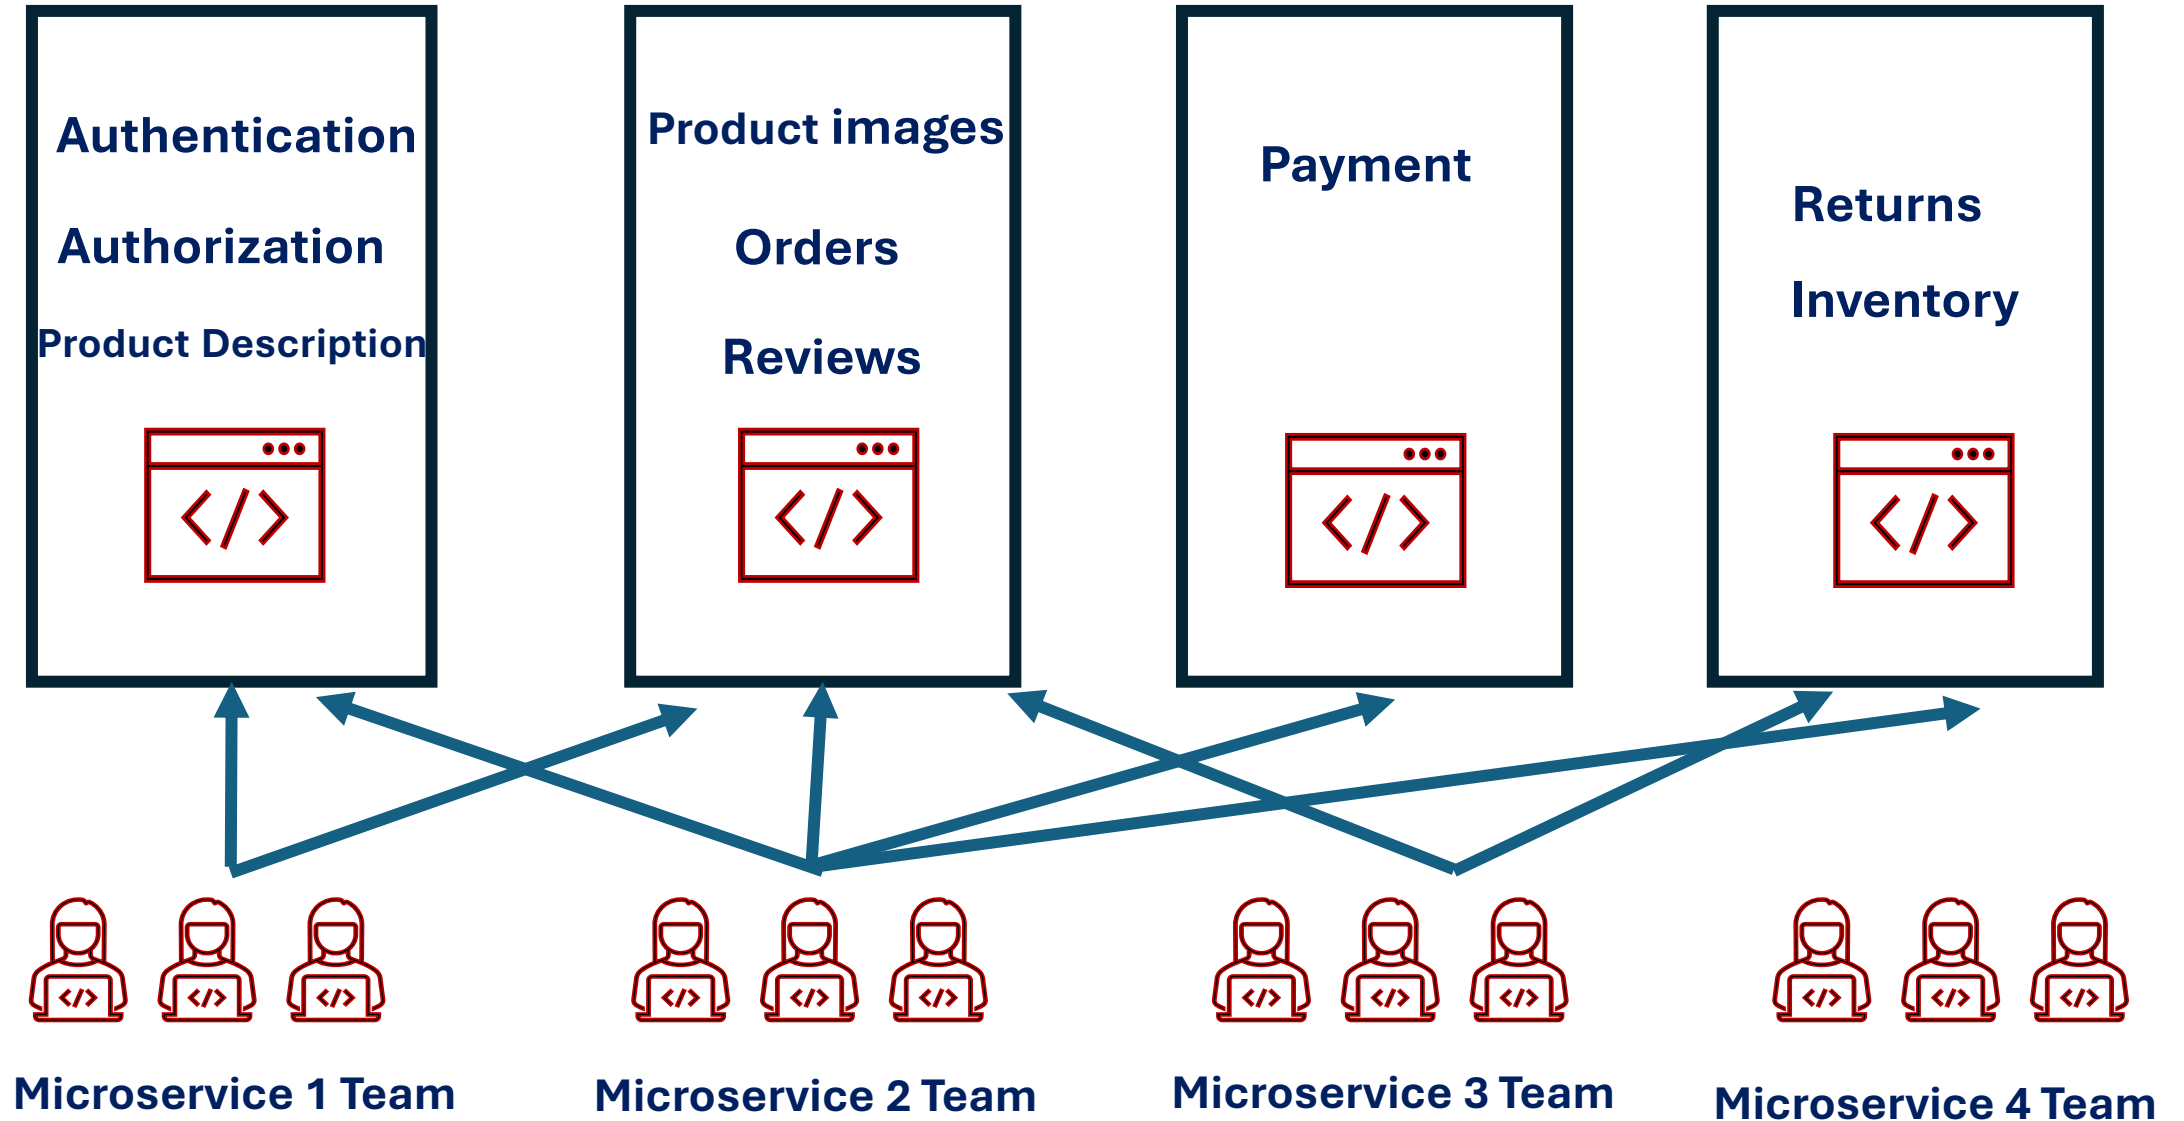 Authentication
Authorization
Product Description
Product images
Orders
Reviews
Payment
Returns
Inventory
Microservice 1 Team
Microservice 2 Team
Microservice 3 Team
Microservice 4 Team